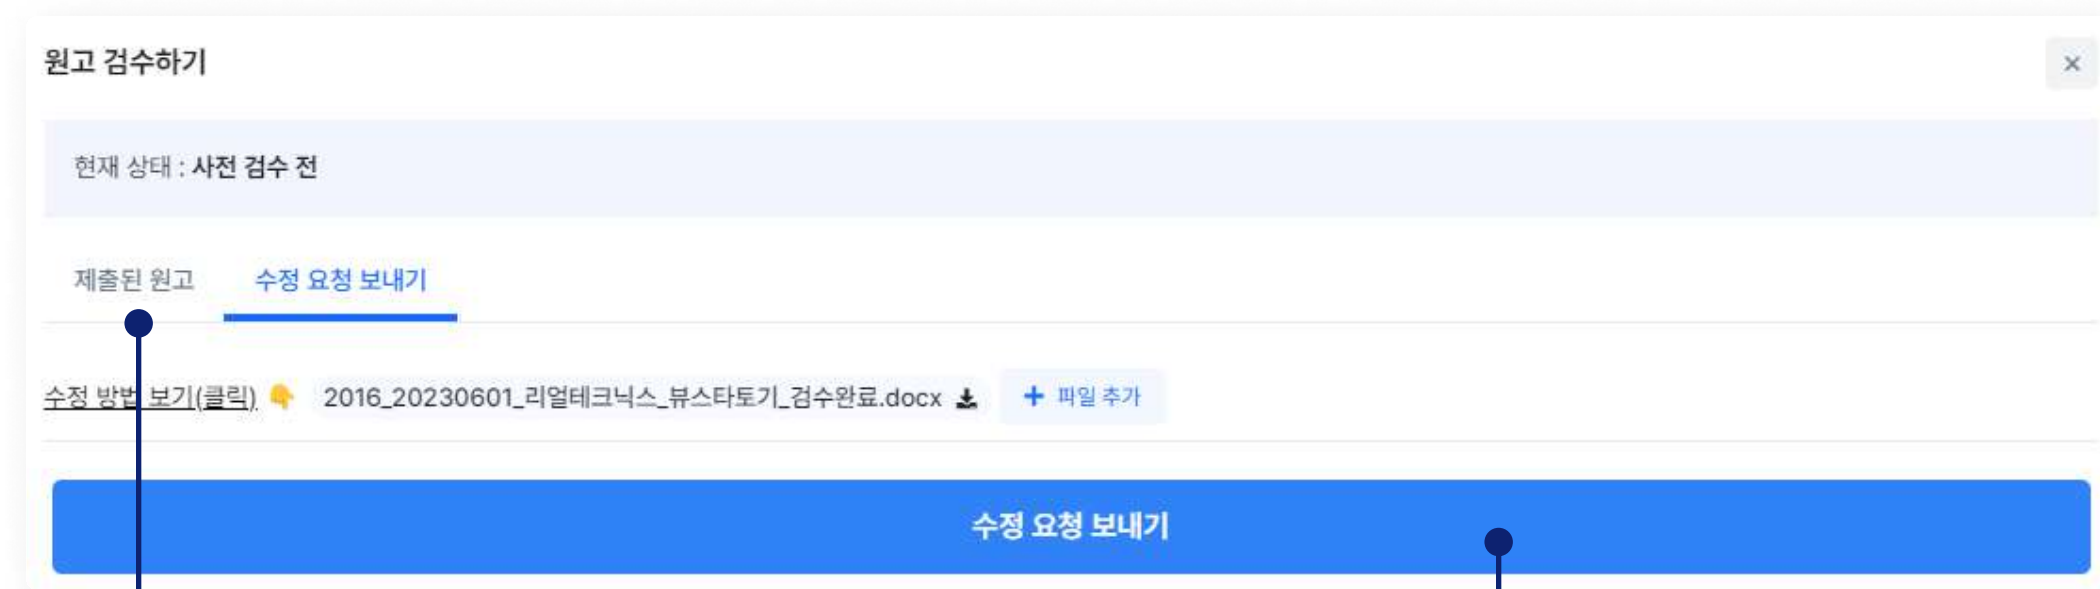 원고 검수하기
×
현재 상태 : 사전 검수 전
제출된 원고 수정 요청 보내기
수정 방법 보기(클릭) 👇 2016_20230601_리얼테크닉스_뷰스타토기_검수완료.docx + 파일 추가
수정 요청 보내기